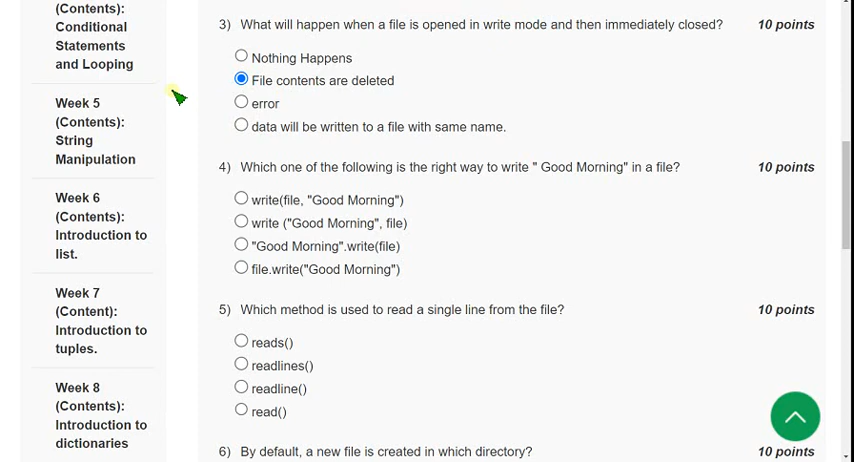 (Contents):
Conditional
Statements
and Looping
Week 5
(Contents):
String
Manipulation
Week 6
(Contents):
Introduction to
list.
Week 7
(Content):
Introduction to
tuples.
Week 8
(Contents):
Introduction to
dictionaries
3) What will happen when a file is opened in write mode and then immediately closed? 10 points
Nothing Happens
File contents are deleted
error
data will be written to a file with same name.
4) Which one of the following is the right way to write " Good Morning" in a file? 10 points
write(file, "Good Morning")
write ("Good Morning", file)
"Good Morning".write(file)
file.write("Good Morning")
5) Which method is used to read a single line from the file? 10 points
reads()
readlines()
readline()
read()
6) By default, a new file is created in which directory? 10 points